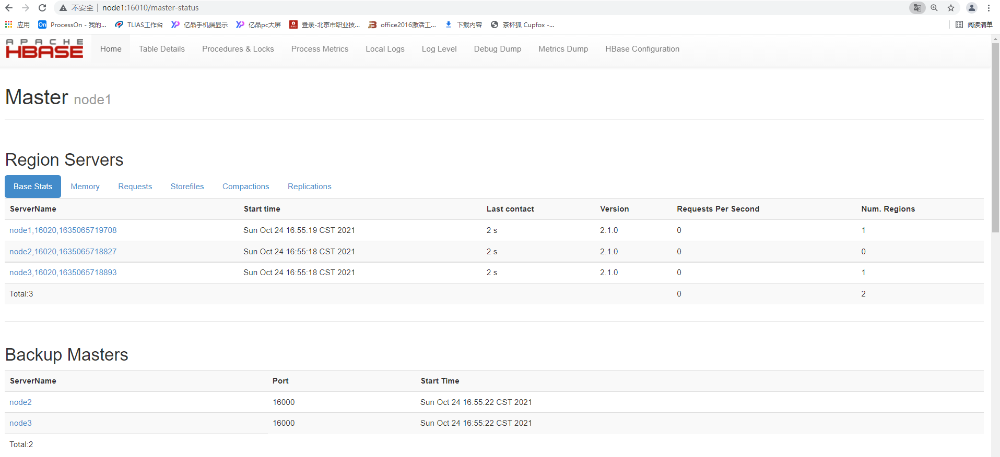 不安全 node1:16010/master-status
应用 ProcessOn - 我的... TLIAS工作台 亿品手机端显示 亿品pc大屏 登录-北京市职业技... office2016激活工... 下载内容 茶杯狐 Cupfox -... 阅读清单
APACHE
HBASE
Home Table Details Procedures & Locks Process Metrics Local Logs Log Level Debug Dump Metrics Dump HBase Configuration
Master node1
Region Servers
Base Stats Memory Requests Storefiles Compactions Replications
ServerName Start time Last contact Version Requests Per Second Num. Regions
node1,16020,1635065719708 Sun Oct 24 16:55:19 CST 2021 2 s 2.1.0 0 1
node2,16020,1635065718827 Sun Oct 24 16:55:18 CST 2021 2 s 2.1.0 0 0
node3,16020,1635065718893 Sun Oct 24 16:55:18 CST 2021 2 s 2.1.0 0 1
Total:3 0 2
Backup Masters
ServerName Port Start Time
node2 16000 Sun Oct 24 16:55:22 CST 2021
node3 16000 Sun Oct 24 16:55:22 CST 2021
Total:2